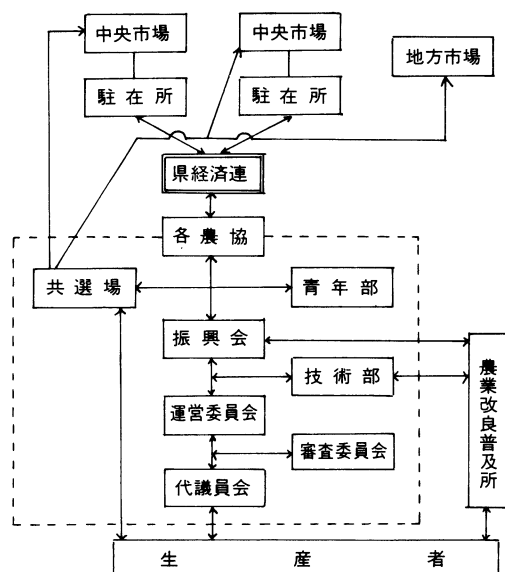 中央市場
中央市場
地方市場
駐在所
駐在所
県経済連
各農協
共選場
青年部
振興会
技術部
運営委員会
審査委員会
代議員会
農業改良普及所
生産者